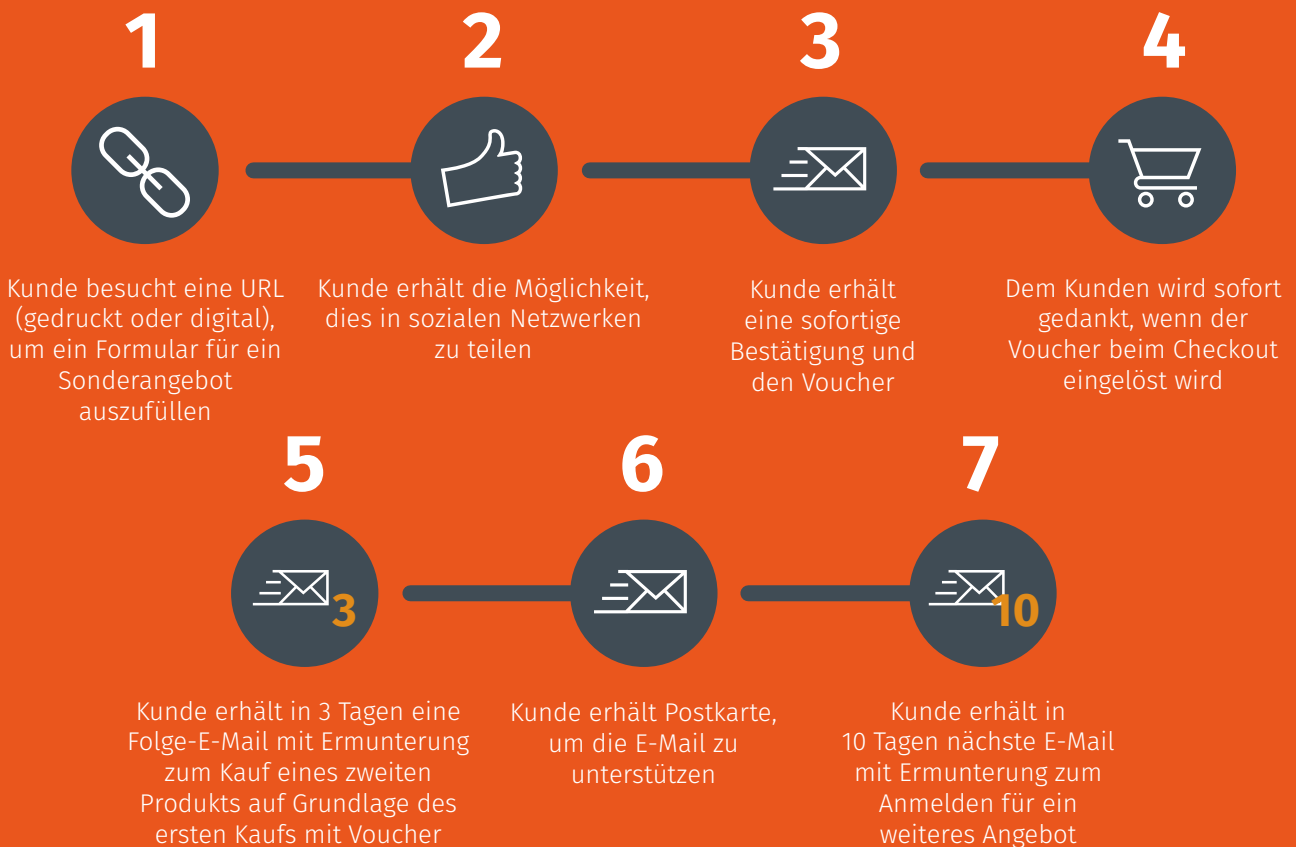 1
Kunde besucht eine URL
(gedruckt oder digital),
um ein Formular für ein
Sonderangebot
auszufüllen
2
Kunde erhält die Möglichkeit,
dies in sozialen Netzwerken
zu teilen
3
Kunde erhält
eine sofortige
Bestätigung und
den Voucher
4
Dem Kunden wird sofort
gedankt, wenn der
Voucher beim Checkout
eingelöst wird
5
3
Kunde erhält in 3 Tagen eine
Folge-E-Mail mit Ermunterung
zum Kauf eines zweiten
Produkts auf Grundlage des
ersten Kaufs mit Voucher
6
Kunde erhält Postkarte,
um die E-Mail zu
unterstützen
7
10
Kunde erhält in
10 Tagen nächste E-Mail
mit Ermunterung zum
Anmelden für ein
weiteres Angebot